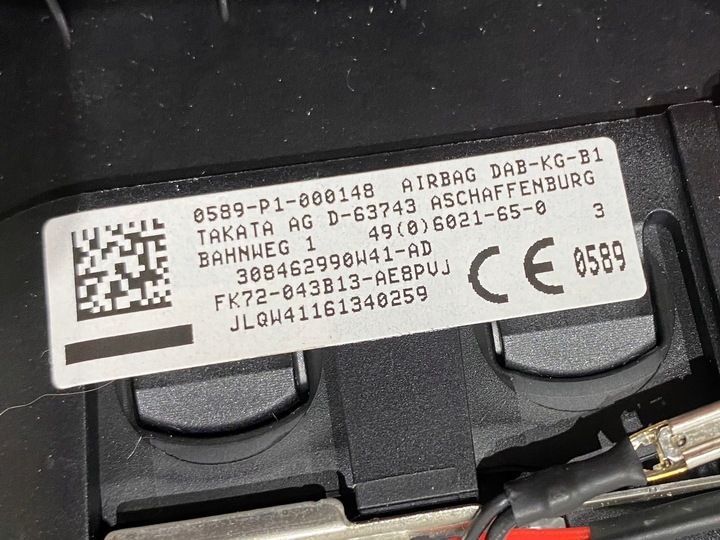 0589-P1-000148 AIRBAG DAB-KG-B1
TAKATA AG D-63743 ASCHAFFENBURG
BAHNWEG 1 49(0)6021-65-0 3
308462990W41-AD
FK72-043B13-AE8PVJ
JLQW41161340259
CE 0589